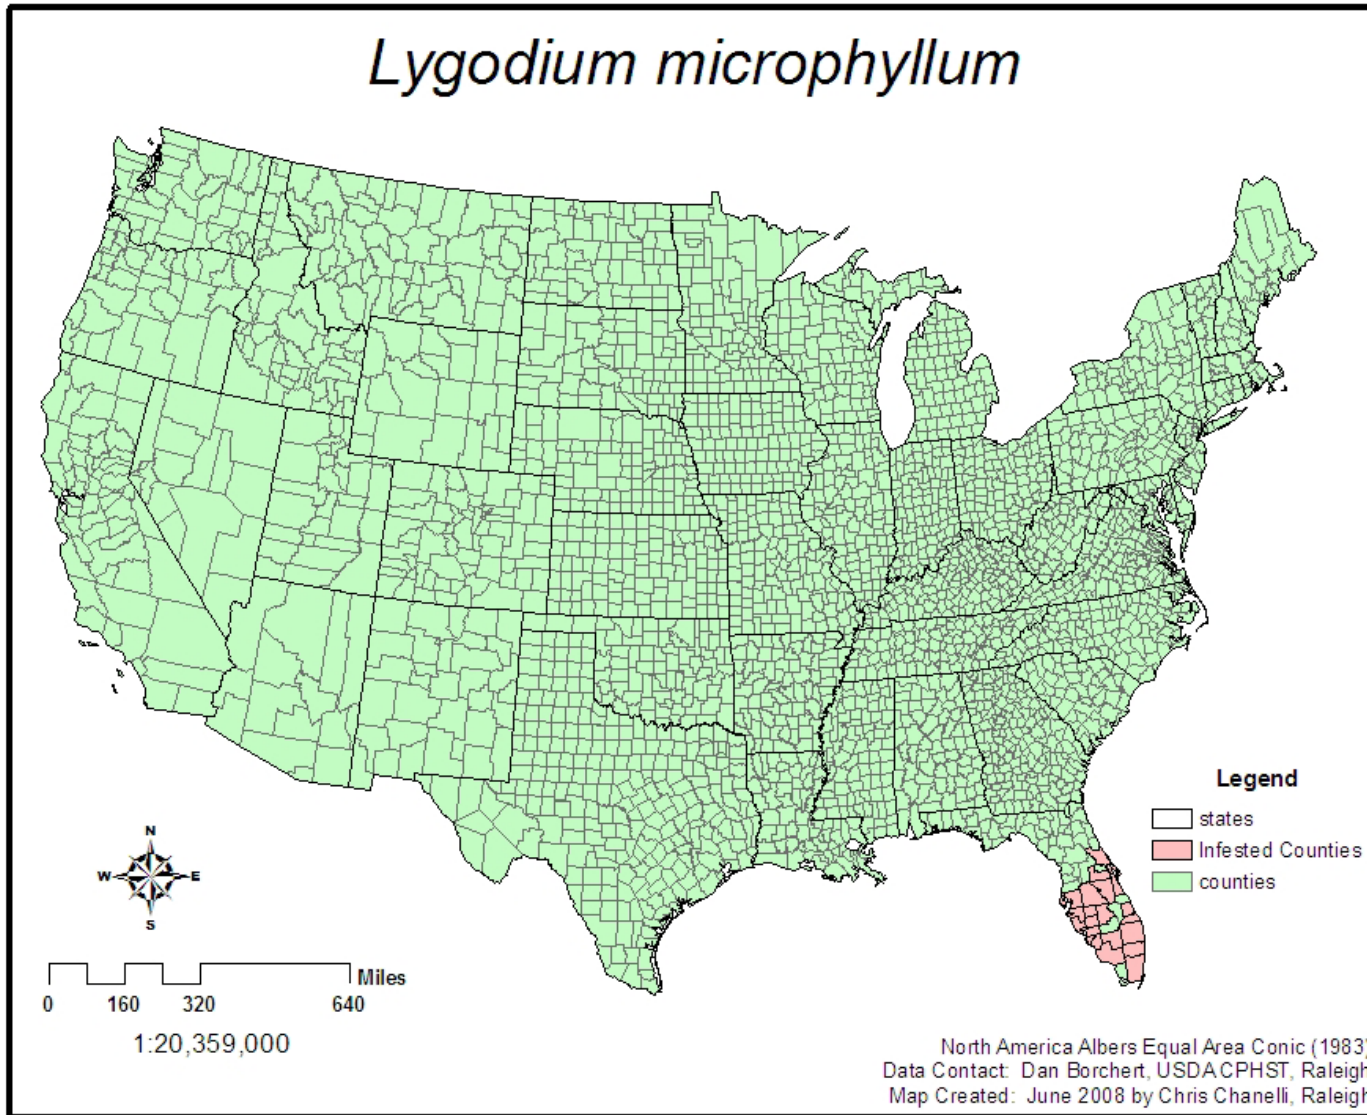 Lygodium microphyllum
Legend
states
Infested Counties
counties
N
W E
S
Miles
0 160 320 640
1:20,359,000
North America Albers Equal Area Conic (1983)
Data Contact: Dan Borchert, USDA CPHST, Raleigh
Map Created: June 2008 by Chris Chanelli, Raleigh